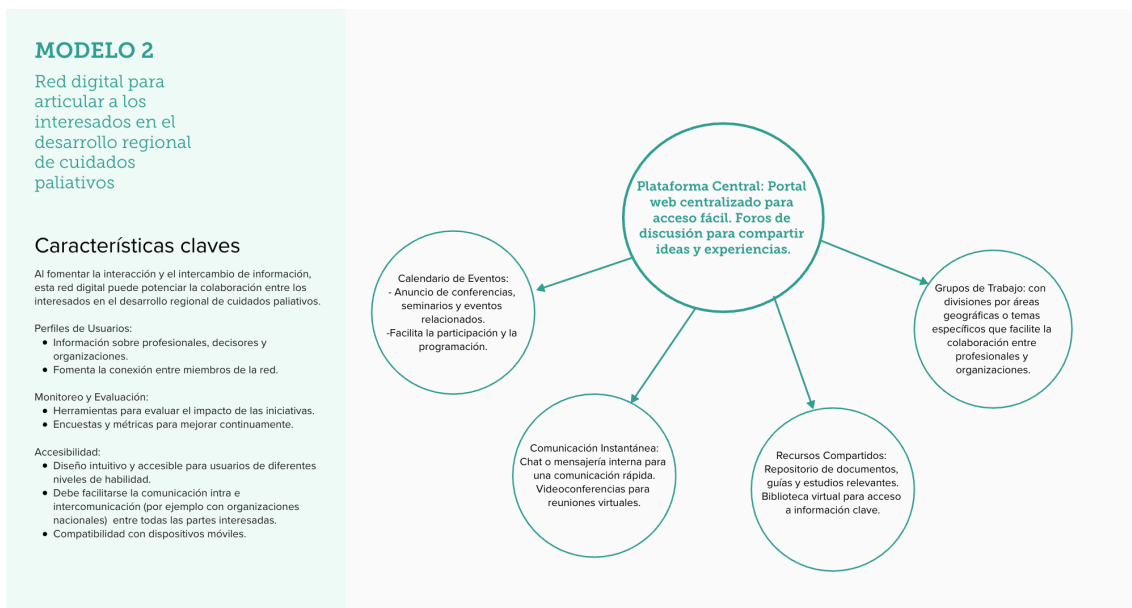 MODELO 2
Red digital para
articular a los
interesados en el
desarrollo regional
de cuidados
paliativos
Características claves
Al fomentar la interacción y el intercambio de información,
esta red digital puede potenciar la colaboración entre los
interesados en el desarrollo regional de cuidados paliativos.
Perfiles de Usuarios:
● Información sobre profesionales, decisores y
organizaciones.
● Fomenta la conexión entre miembros de la red.
Monitoreo y Evaluación:
● Herramientas para evaluar el impacto de las iniciativas.
● Encuestas y métricas para mejorar continuamente.
Accesibilidad:
● Diseño intuitivo y accesible para usuarios de diferentes
niveles de habilidad.
● Debe facilitarse la comunicación intra e
intercomunicación (por ejemplo con organizaciones
nacionales)  entre todas las partes interesadas.
● Compatibilidad con dispositivos móviles.
Plataforma Central: Portal
web centralizado para
acceso fácil. Foros de
discusión para compartir
ideas y experiencias.
Calendario de Eventos:
- Anuncio de conferencias,
seminarios y eventos
relacionados.
-Facilita la participación y la
programación.
Comunicación Instantánea:
Chat o mensajería interna para
una comunicación rápida.
Videoconferencias para
reuniones virtuales.
Recursos Compartidos:
Repositorio de documentos,
guías y estudios relevantes.
Biblioteca virtual para acceso
a información clave.
Grupos de Trabajo: con
divisiones por áreas
geográficas o temas
específicos que facilite la
colaboración entre
profesionales y
organizaciones.